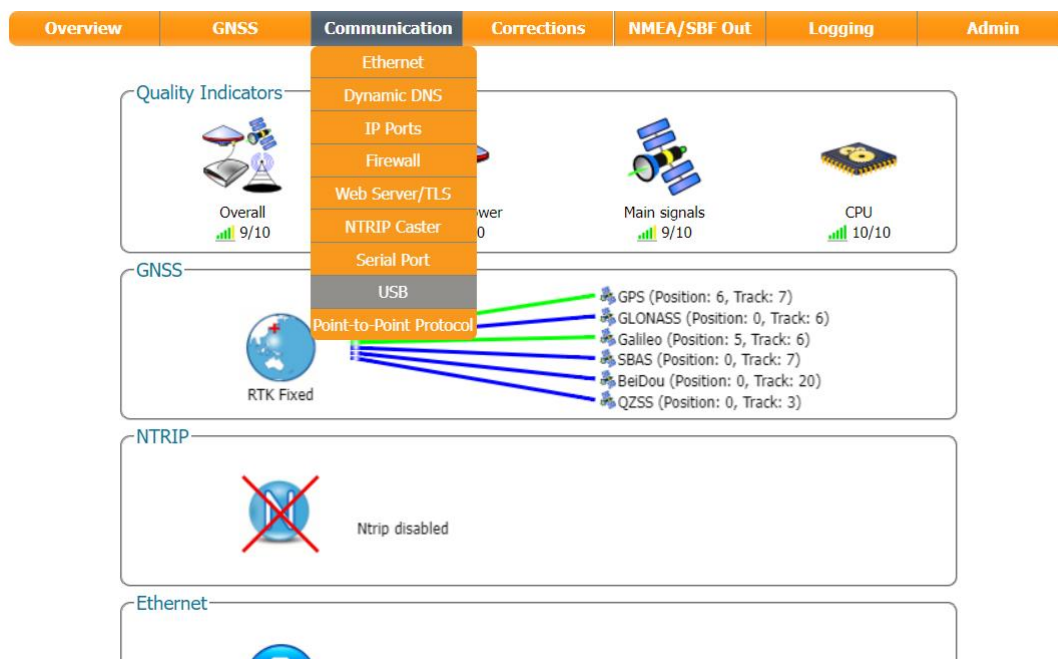 Overview GNSS Communication Corrections NMEA/SBF Out Logging Admin
Ethernet
Dynamic DNS
IP Ports
Firewall
Web Server/TLS
NTRIP Caster
Serial Port
USB
Point-to-Point Protocol
Quality Indicators
Overall
9/10
Main signals
9/10
CPU
10/10
GNSS
RTK Fixed
GPS (Position: 6, Track: 7)
GLONASS (Position: 0, Track: 6)
Galileo (Position: 5, Track: 6)
SBAS (Position: 0, Track: 7)
BeiDou (Position: 0, Track: 20)
QZSS (Position: 0, Track: 3)
NTRIP
N
Ntrip disabled
Ethernet